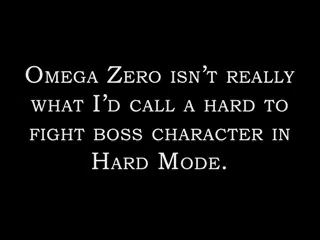 Omega Zero isn't really
what I'd call a hard to
fight boss character in
Hard Mode.